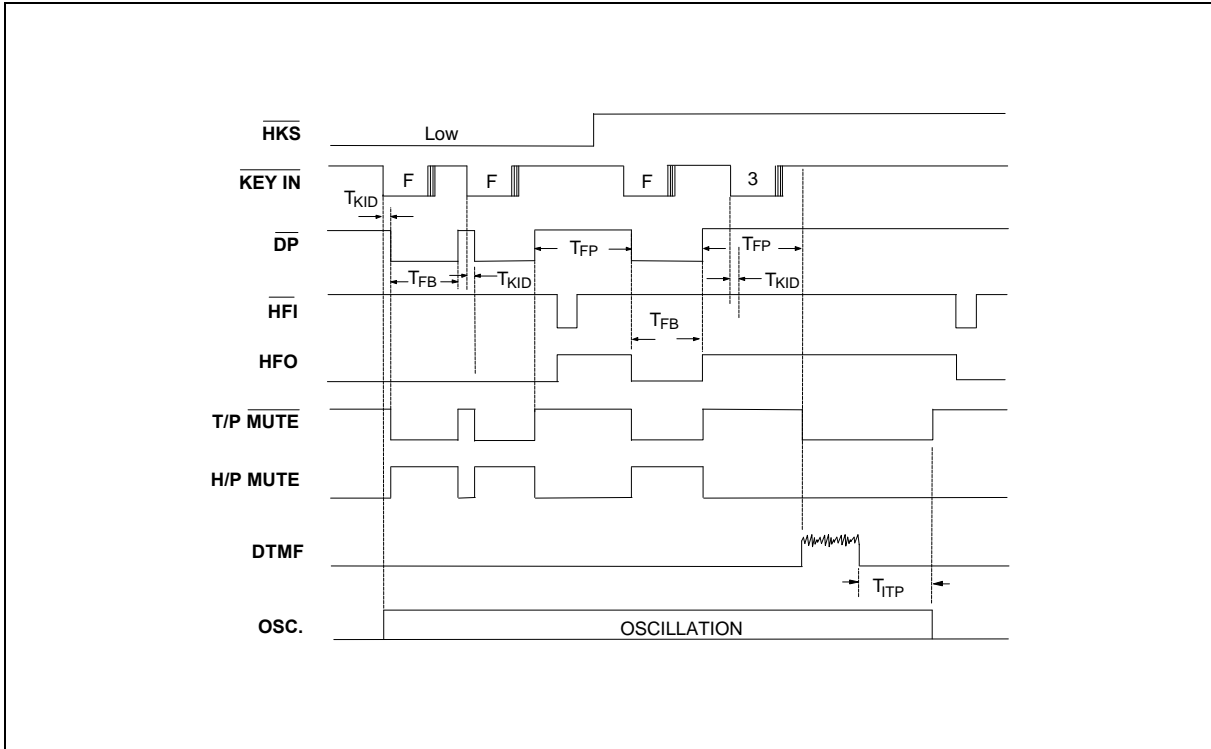 HKS Low
KEY IN F F F 3
TKID
DP TFP TFP
TFB TKID TKID
HFI
TFB
HFO
T/P MUTE
H/P MUTE
DTMF
TITP
OSC. OSCILLATION